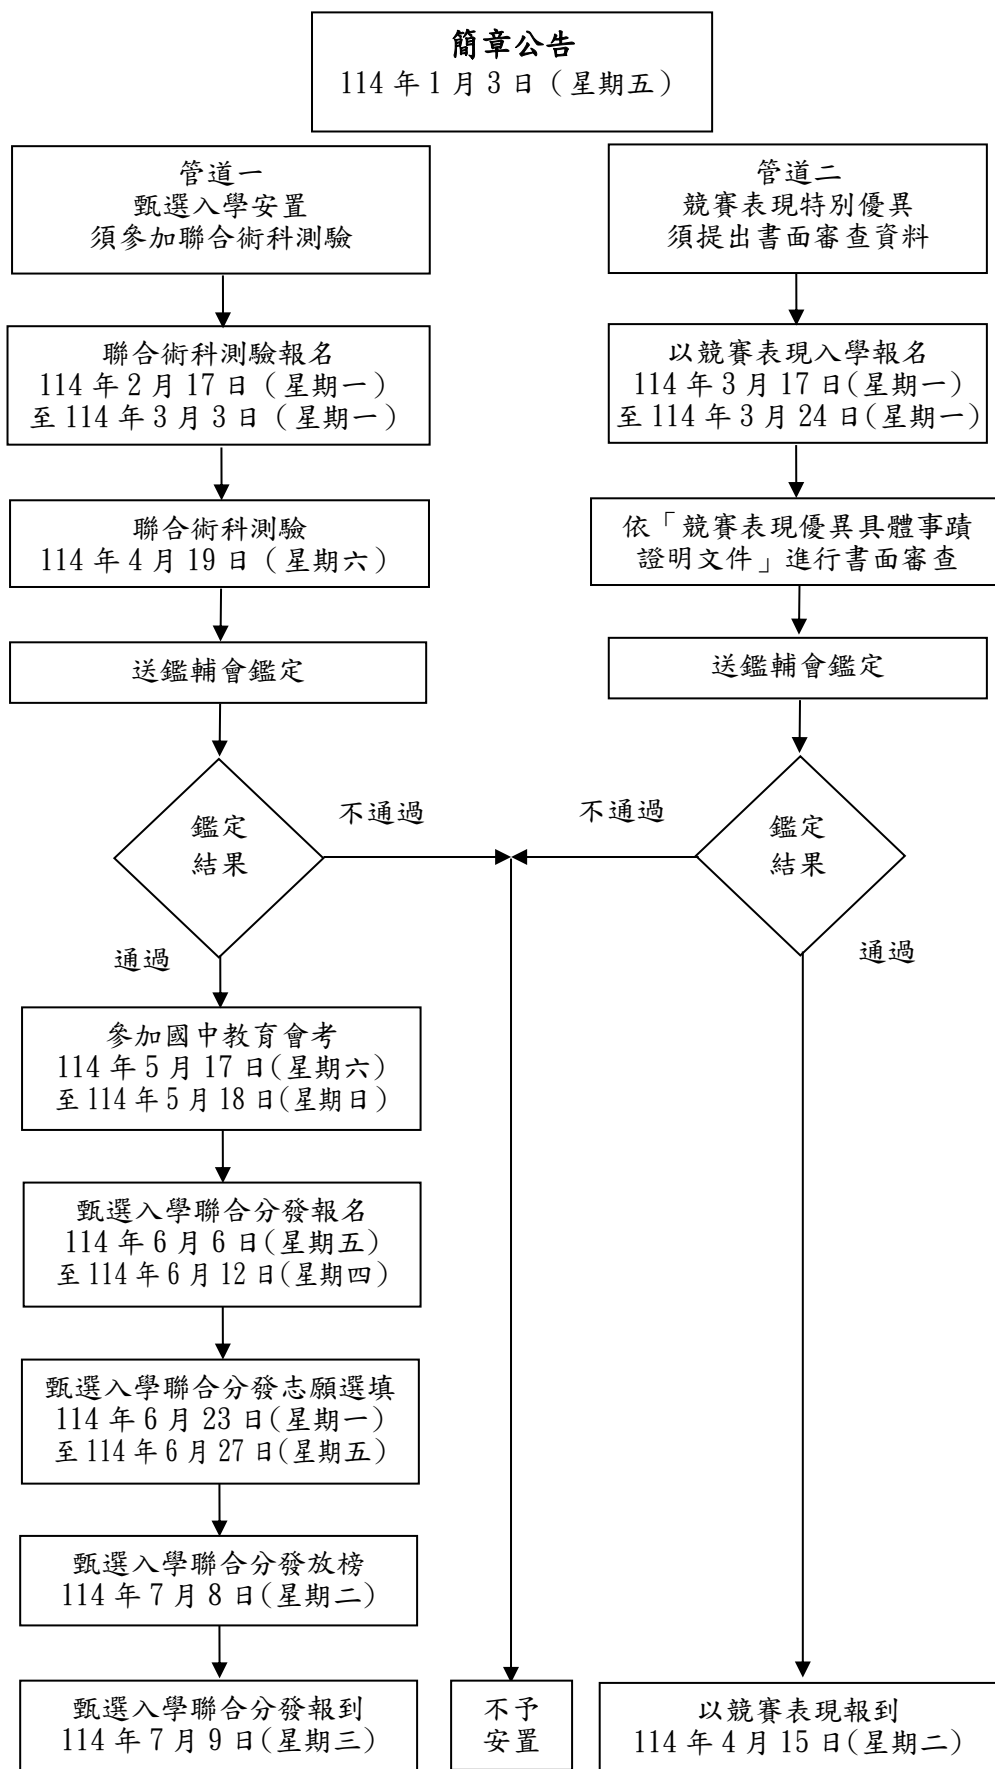 簡章公告
114 年 1 月 3 日（星期五）
管道一
甄選入學安置
須參加聯合術科測驗
管道二
競賽表現特別優異
須提出書面審查資料
聯合術科測驗報名
114 年 2 月 17 日（星期一）
至 114 年 3 月 3 日（星期一）
以競賽表現入學報名
114 年 3 月 17 日(星期一)
至 114 年 3 月 24 日(星期一)
聯合術科測驗
114 年 4 月 19 日（星期六）
依「競賽表現優異具體事蹟
證明文件」進行書面審查
送鑑輔會鑑定
送鑑輔會鑑定
鑑定
結果
不通過
不通過
鑑定
結果
通過
通過
參加國中教育會考
114 年 5 月 17 日(星期六)
至 114 年 5 月 18 日(星期日)
甄選入學聯合分發報名
114 年 6 月 6 日(星期五)
至 114 年 6 月 12 日(星期四)
甄選入學聯合分發志願選填
114 年 6 月 23 日(星期一)
至 114 年 6 月 27 日(星期五)
甄選入學聯合分發放榜
114 年 7 月 8 日(星期二)
甄選入學聯合分發報到
114 年 7 月 9 日(星期三)
不予
安置
以競賽表現報到
114 年 4 月 15 日(星期二)